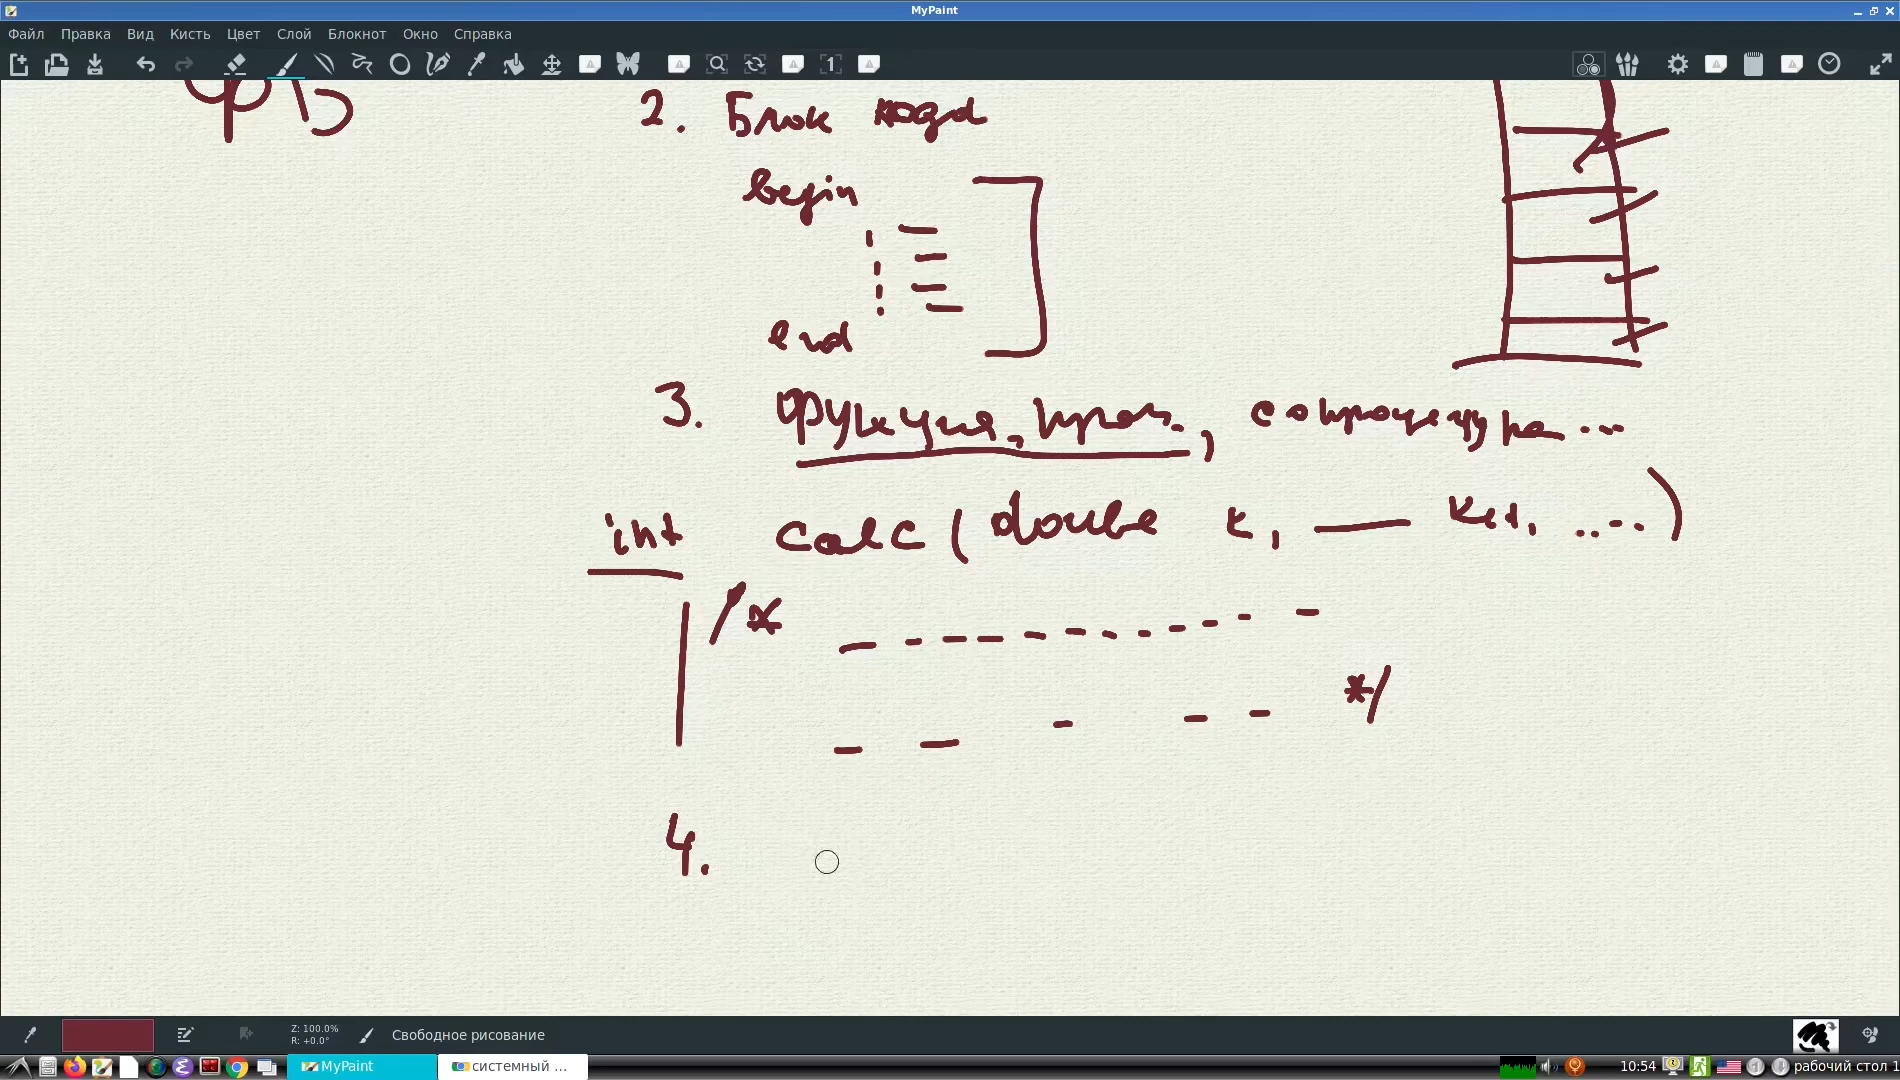 MyPaint
Файл Правка Вид Кисть Цвет Слой Блокнот Окно Справка
2. Блок кода
begin
end
3. Функция, проц., сопроцедура...
int calc (double k, — k(t), ....)
/*
*/
4.
Z: 100.0%
R: +0.0°
Свободное рисование
MyPaint системный ... 10:54 рабочий стол 1